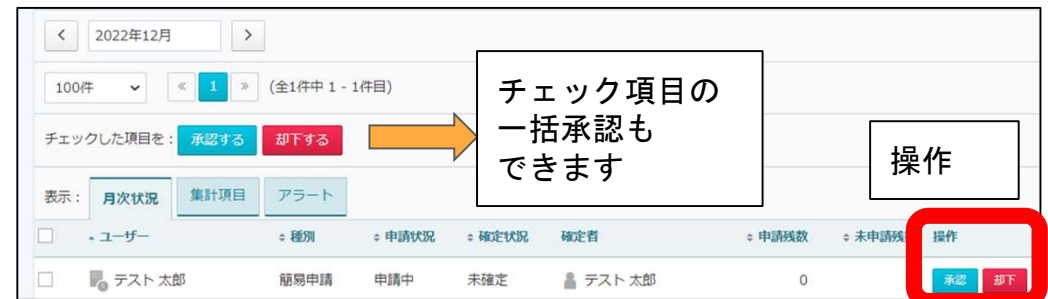 2022年12月
100件 1 (全1件中 1 - 1件目)
チェック項目の
一括承認も
できます
チェックした項目を： 承認する 却下する
操作
表示： 月次状況 集計項目 アラート
ユーザー 種別 申請状況 確定状況 確定者 申請残数 未申請残 操作
テスト 太郎 簡易申請 申請中 未確定 テスト 太郎 0 承認 却下